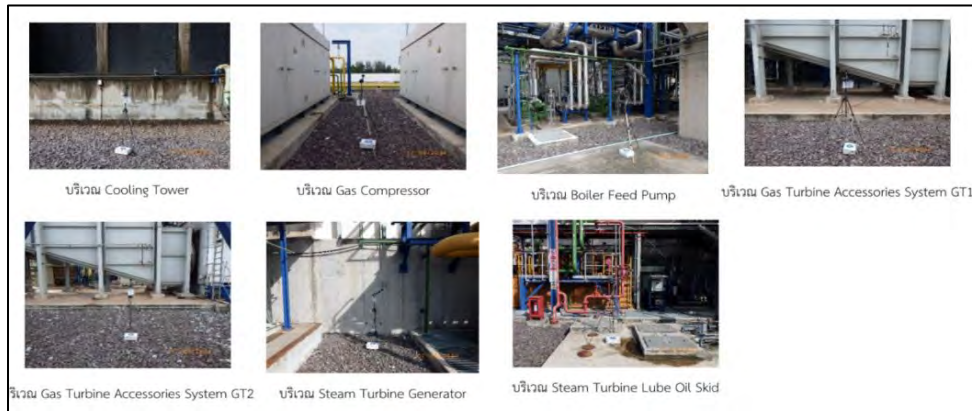 บริเวณ Cooling Tower
บริเวณ Gas Compressor
บริเวณ Boiler Feed Pump
บริเวณ Gas Turbine Accessories System GT1
บริเวณ Gas Turbine Accessories System GT2
บริเวณ Steam Turbine Generator
บริเวณ Steam Turbine Lube Oil Skid